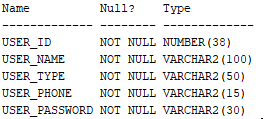 Name          Null?    Type
------------- -------- -------------
USER_ID       NOT NULL NUMBER(38)
USER_NAME     NOT NULL VARCHAR2(100)
USER_TYPE     NOT NULL VARCHAR2(50)
USER_PHONE    NOT NULL VARCHAR2(15)
USER_PASSWORD NOT NULL VARCHAR2(30)